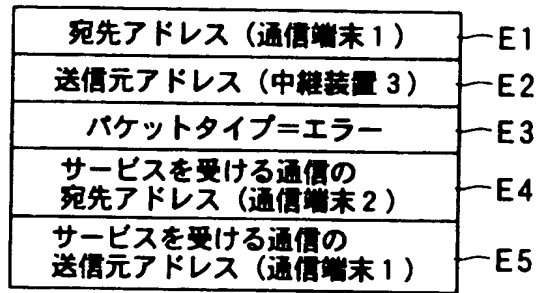 宛先アドレス（通信端末1） E1
送信元アドレス（中継装置3） E2
パケットタイプ＝エラー E3
サービスを受ける通信の
宛先アドレス（通信端末2） E4
サービスを受ける通信の
送信元アドレス（通信端末1） E5